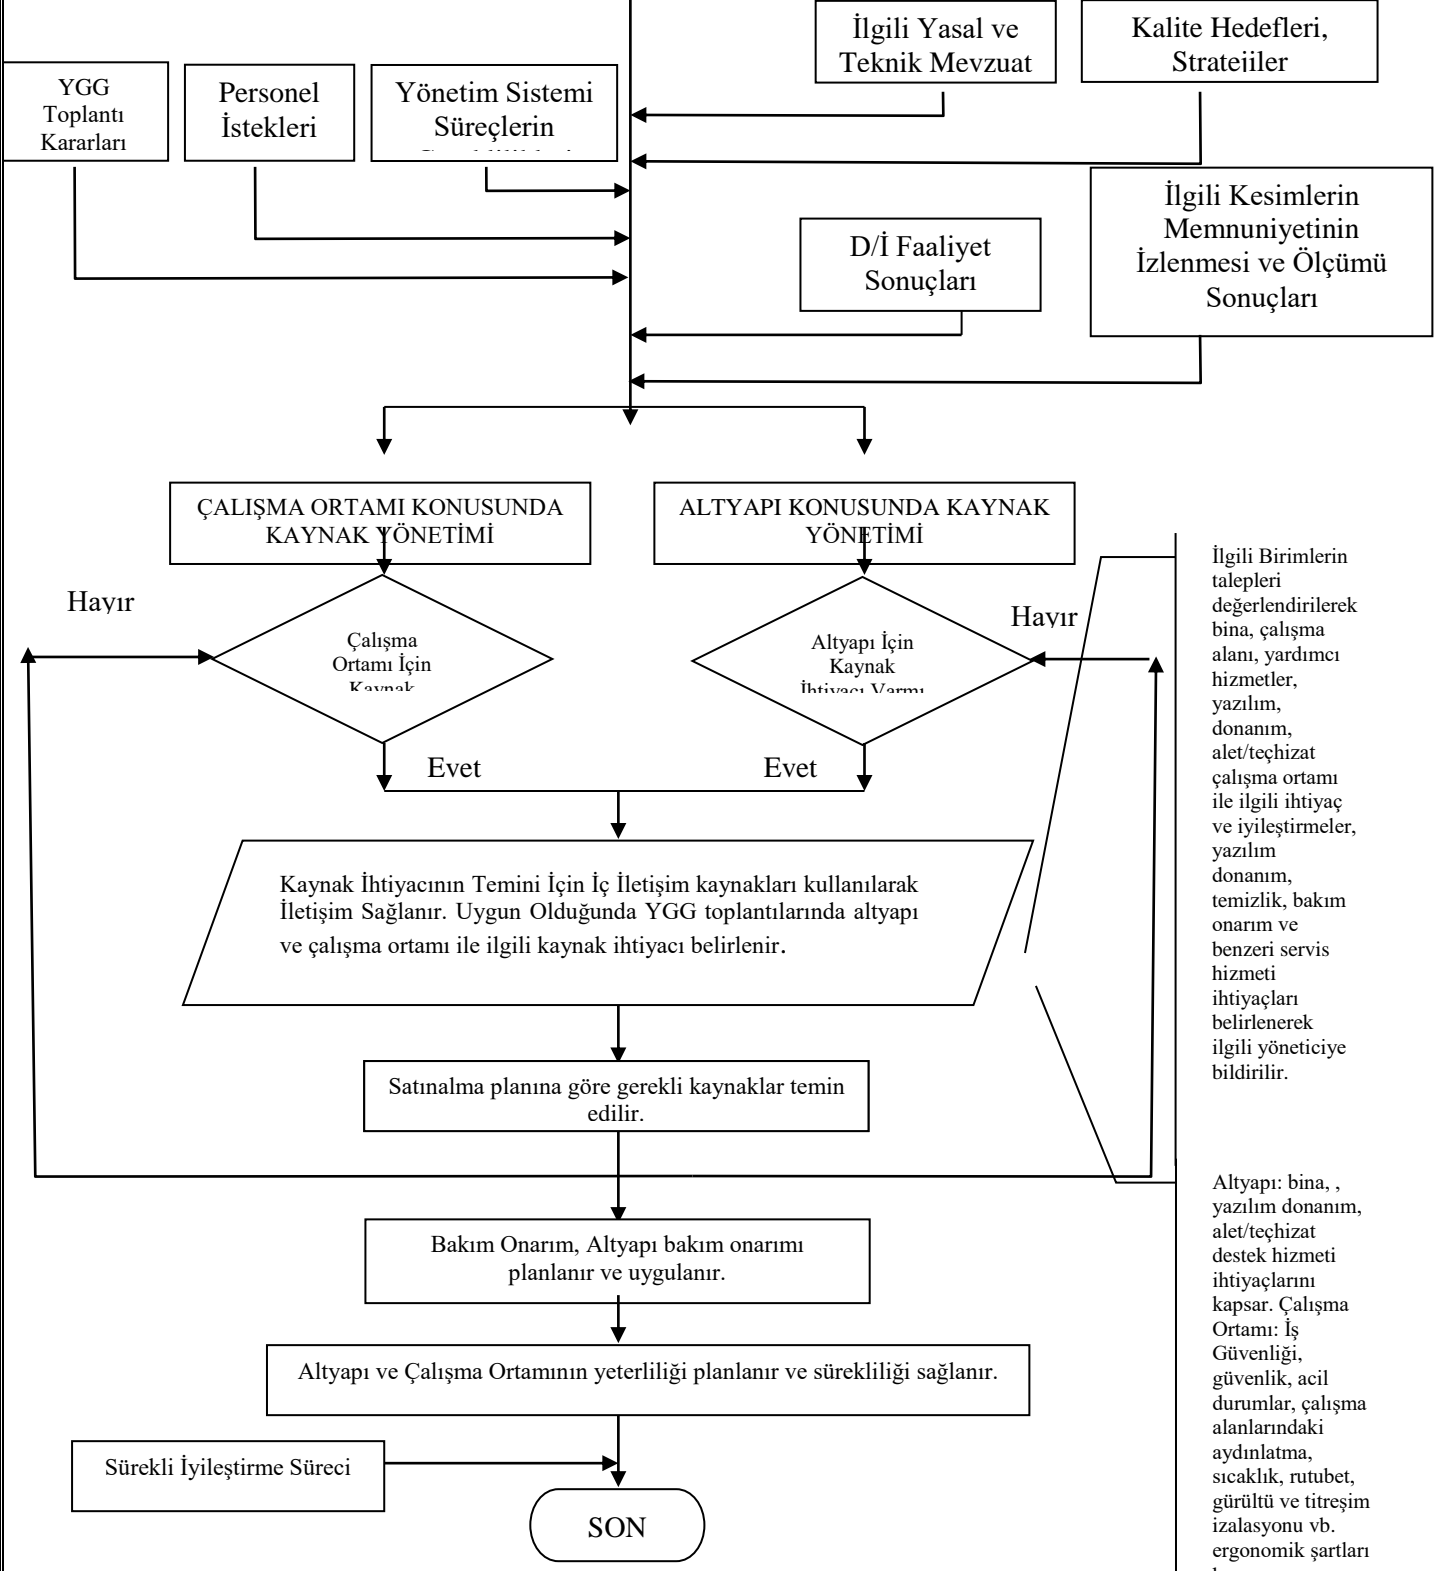 İlgili Yasal ve
Teknik Mevzuat
Kalite Hedefleri,
Stratejiler
YGG
Toplantı
Kararları
Personel
İstekleri
Yönetim Sistemi
Süreçlerin
İlgili Kesimlerin
Memnuniyetinin
İzlenmesi ve Ölçümü
Sonuçları
D/İ Faaliyet
Sonuçları
ÇALIŞMA ORTAMI KONUSUNDA
KAYNAK YÖNETİMİ
ALTYAPI KONUSUNDA KAYNAK
YÖNETİMİ
Hayır
Çalışma
Ortamı İçin
Kaynak
Altyapı İçin
Kaynak
İhtiyacı Varmı
Hayır
Evet
Evet
Kaynak İhtiyacının Temini İçin İç İletişim kaynakları kullanılarak
İletişim Sağlanır. Uygun Olduğunda YGG toplantılarında altyapı
ve çalışma ortamı ile ilgili kaynak ihtiyacı belirlenir.
Satınalma planına göre gerekli kaynaklar temin
edilir.
Bakım Onarım, Altyapı bakım onarımı
planlanır ve uygulanır.
Altyapı ve Çalışma Ortamının yeterliliği planlanır ve sürekliliği sağlanır.
Sürekli İyileştirme Süreci
SON
İlgili Birimlerin
talepleri
değerlendirilerek
bina, çalışma
alanı, yardımcı
hizmetler,
yazılım,
donanım,
alet/teçhizat
çalışma ortamı
ile ilgili ihtiyaç
ve iyileştirmeler,
yazılım
donanım,
temizlik, bakım
onarım ve
benzeri servis
hizmeti
ihtiyaçları
belirlenerek
ilgili yöneticiye
bildirilir.
Altyapı: bina, ,
yazılım donanım,
alet/teçhizat
destek hizmeti
ihtiyaçlarını
kapsar. Çalışma
Ortamı: İş
Güvenliği,
güvenlik, acil
durumlar, çalışma
alanlarındaki
aydınlatma,
sıcaklık, rutubet,
gürültü ve titreşim
izalasyonu vb.
ergonomik şartları